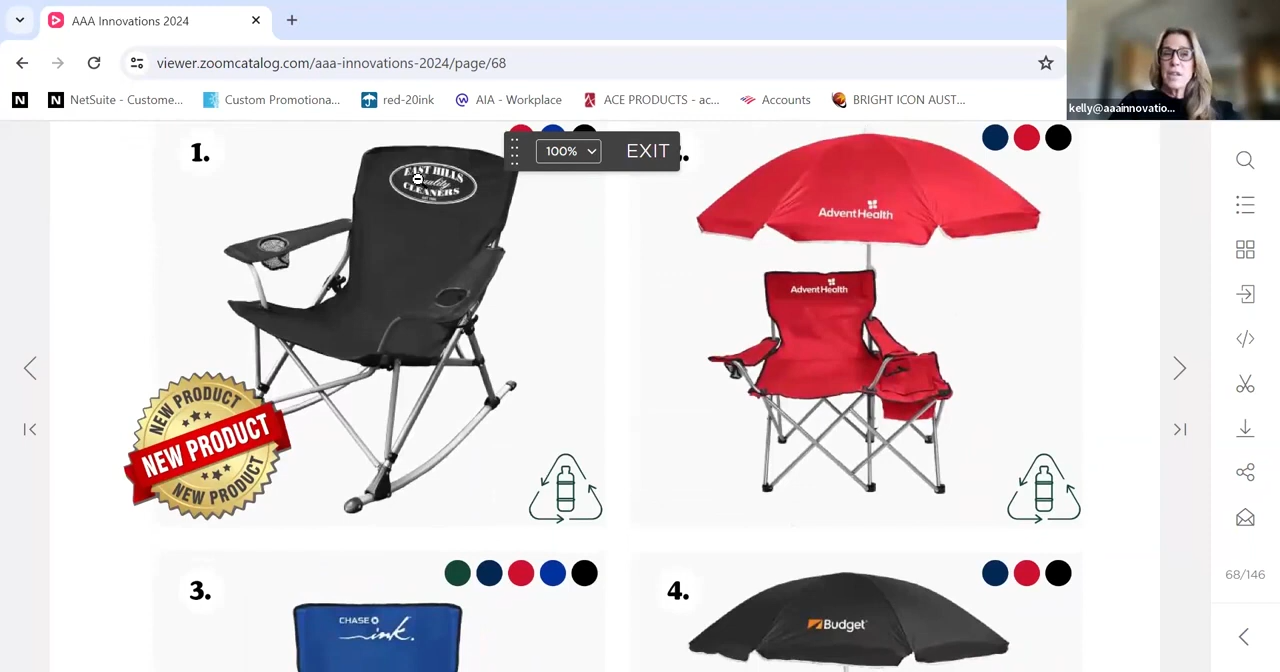 AAA Innovations 2024
viewer.zoomcatalog.com/aaa-innovations-2024/page/68
NetSuite - Custome...
Custom Promotiona...
red-20ink
AIA - Workplace
ACE PRODUCTS - ac...
Accounts
BRIGHT ICON AUST...
kelly@aaainnovatio...
100%
EXIT
1.
EAST HILLS
Quality
CLEANERS
AdventHealth
AdventHealth
NEW PRODUCT
NEW PRODUCT
NEW PRODUCT
68/146
3.
CHASE
ink.
4.
Budget